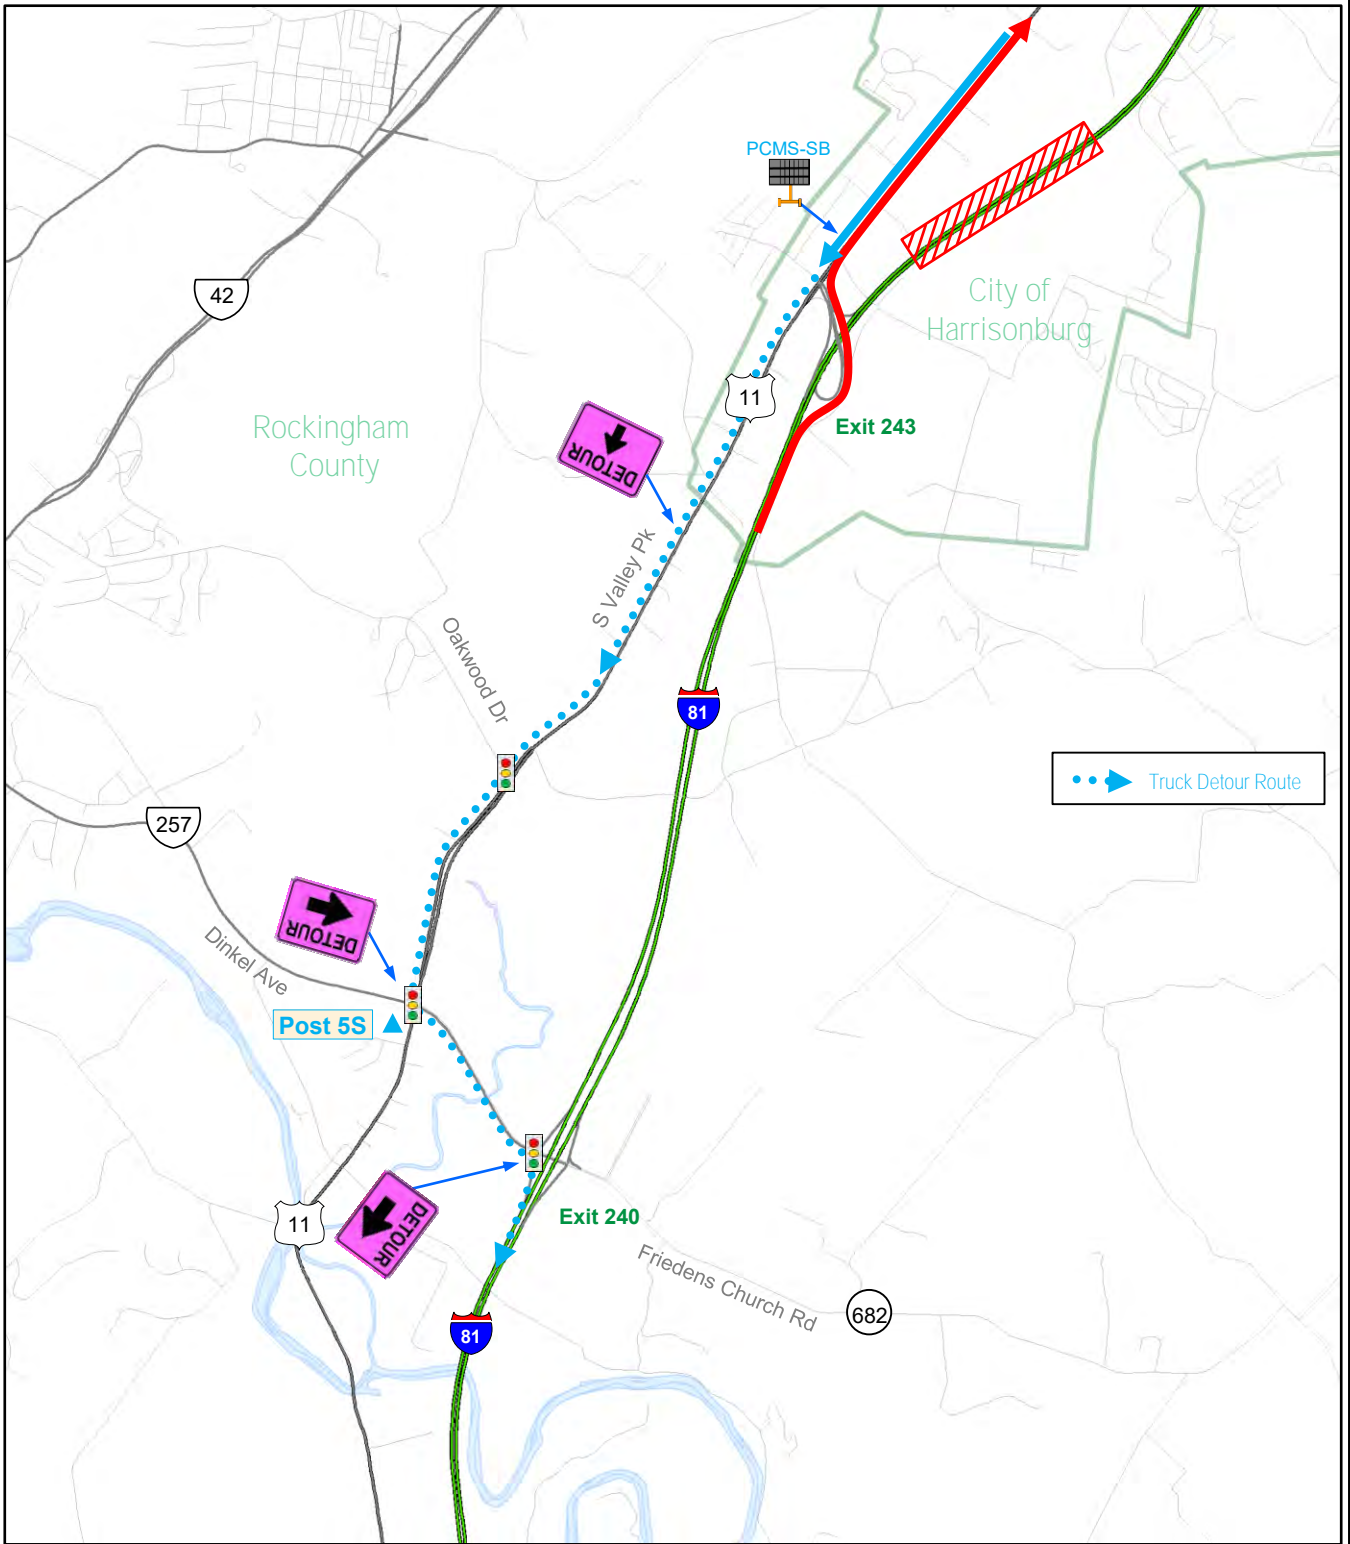 PCMS-SB
42
City of
Harrisonburg
11
Rockingham
County
Exit 243
DETOUR
S Valley Pk
Oakwood Dr
81
Truck Detour Route
257
DETOUR
Dinkel Ave
Post 5S
DETOUR
11
Exit 240
Friedens Church Rd
682
81